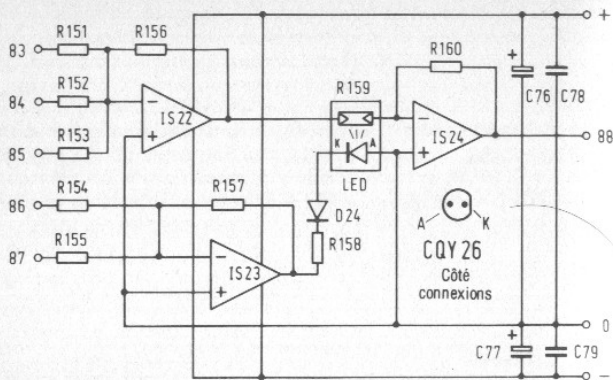 R151
R156
83
R152
84
R153
85
R154
86
R155
87
IS22
R157
IS23
R159
K
A
LED
D24
R158
R160
IS24
A
K
CQY 26
Côté
connexions
+
C76
C78
88
0
+
C77
C79
−
−
+
−
+
−
+
+